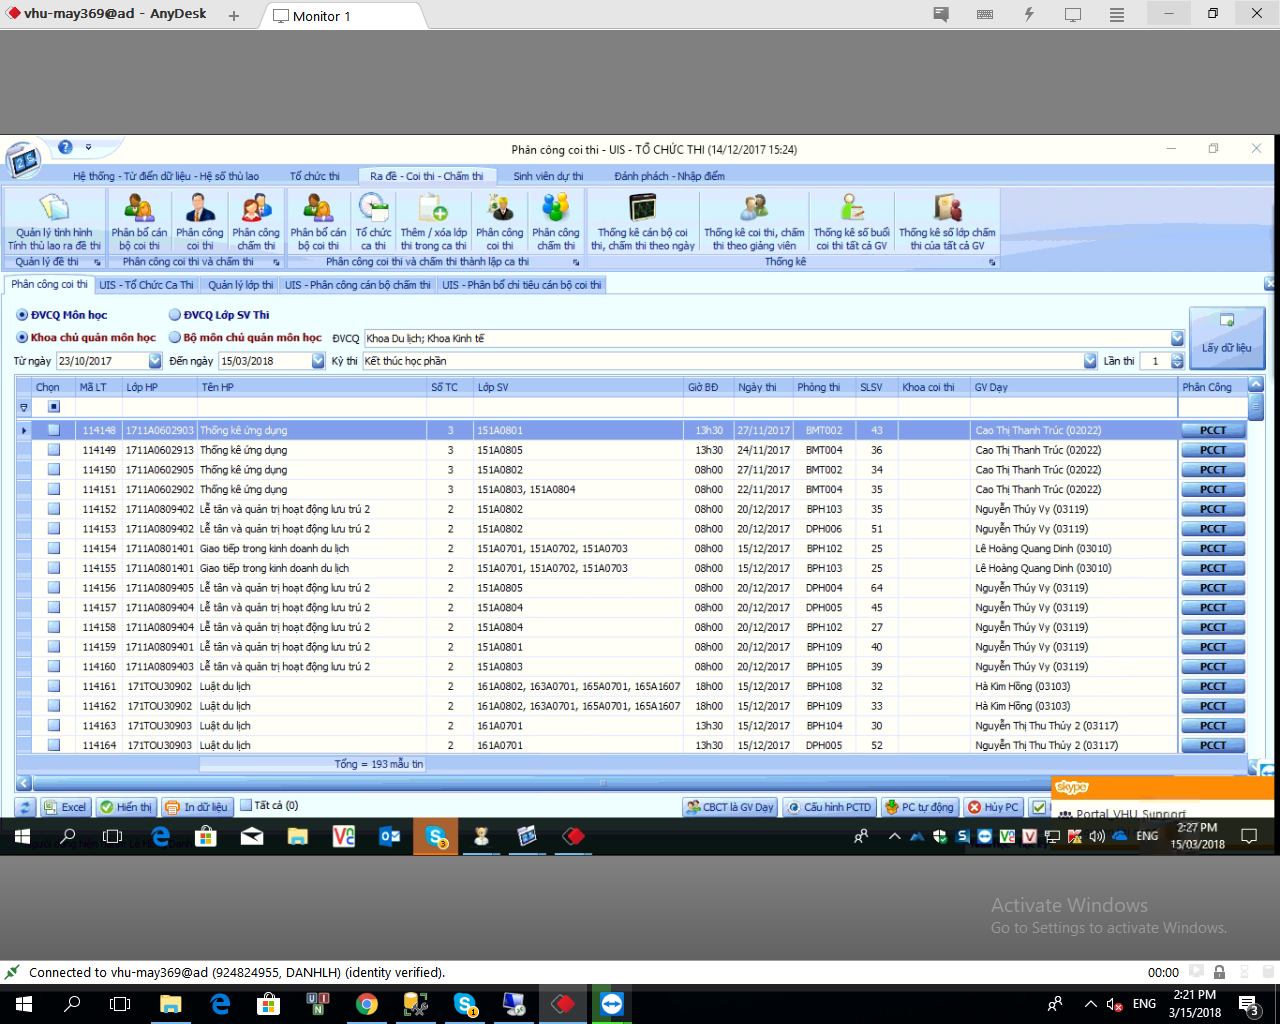 vhu-may369@ad - AnyDesk
Monitor 1
Phân công coi thi - UIS - TỔ CHỨC THI (14/12/2017 15:24)
Hệ thống - Từ điển dữ liệu - Hệ số thù lao
Tổ chức thi
Ra đề - Coi thi - Chấm thi
Sinh viên dự thi
Đánh phách - Nhập điểm
Quản lý tình hình Tính thù lao ra đề thi
Phân bổ cán bộ coi thi
Phân công coi thi
Phân công chấm thi
Phân bổ cán bộ coi thi
Tổ chức ca thi
Thêm / xóa lớp thi trong ca thi
Phân công coi thi
Phân công chấm thi
Thống kê cán bộ coi thi, chấm thi theo ngày
Thống kê coi thi, chấm thi theo giảng viên
Thống kê số buổi coi thi tất cả GV
Thống kê số lớp chấm thi của tất cả GV
Quản lý đề thi
Phân công coi thi và chấm thi
Phân công coi thi và chấm thi thành lập ca thi
Thống kê
Phân công coi thi
UIS - Tổ Chức Ca Thi
Quản lý lớp thi
UIS - Phân công cán bộ chấm thi
UIS - Phân bổ chỉ tiêu cán bộ coi thi
ĐVCQ Môn học
ĐVCQ Lớp SV Thi
Khoa chủ quản môn học
Bộ môn chủ quản môn học
ĐVCQ Khoa Du lịch; Khoa Kinh tế
Lấy dữ liệu
Từ ngày 23/10/2017 Đến ngày 15/03/2018 Kỳ thi Kết thúc học phần Lần thi 1
Chọn Mã LT Lớp HP Tên HP Số TC Lớp SV Giờ BĐ Ngày thi Phòng thi SLSV Khoa coi thi GV Dạy Phân Công
114148 1711A0602903 Thống kê ứng dụng 3 151A0801 13h30 27/11/2017 BMT002 43 Cao Thị Thanh Trúc (02022) PCCT
114149 1711A0602913 Thống kê ứng dụng 3 151A0805 13h30 24/11/2017 BMT004 36 Cao Thị Thanh Trúc (02022) PCCT
114150 1711A0602905 Thống kê ứng dụng 3 151A0802 08h00 27/11/2017 BMT002 34 Cao Thị Thanh Trúc (02022) PCCT
114151 1711A0602902 Thống kê ứng dụng 3 151A0803, 151A0804 08h00 22/11/2017 BMT004 35 Cao Thị Thanh Trúc (02022) PCCT
114152 1711A0809402 Lễ tân và quản trị hoạt động lưu trú 2 2 151A0802 08h00 20/12/2017 BPH103 35 Nguyễn Thúy Vy (03119) PCCT
114153 1711A0809402 Lễ tân và quản trị hoạt động lưu trú 2 2 151A0802 08h00 20/12/2017 DPH006 51 Nguyễn Thúy Vy (03119) PCCT
114154 1711A0801401 Giao tiếp trong kinh doanh du lịch 2 151A0701, 151A0702, 151A0703 08h00 15/12/2017 BPH102 25 Lê Hoàng Quang Dinh (03010) PCCT
114155 1711A0801401 Giao tiếp trong kinh doanh du lịch 2 151A0701, 151A0702, 151A0703 08h00 15/12/2017 BPH103 25 Lê Hoàng Quang Dinh (03010) PCCT
114156 1711A0809405 Lễ tân và quản trị hoạt động lưu trú 2 2 151A0805 08h00 20/12/2017 DPH004 64 Nguyễn Thúy Vy (03119) PCCT
114157 1711A0809404 Lễ tân và quản trị hoạt động lưu trú 2 2 151A0804 08h00 20/12/2017 DPH005 45 Nguyễn Thúy Vy (03119) PCCT
114158 1711A0809404 Lễ tân và quản trị hoạt động lưu trú 2 2 151A0804 08h00 20/12/2017 BPH102 27 Nguyễn Thúy Vy (03119) PCCT
114159 1711A0809401 Lễ tân và quản trị hoạt động lưu trú 2 2 151A0801 08h00 20/12/2017 BPH109 40 Nguyễn Thúy Vy (03119) PCCT
114160 1711A0809403 Lễ tân và quản trị hoạt động lưu trú 2 2 151A0803 08h00 20/12/2017 BPH105 39 Nguyễn Thúy Vy (03119) PCCT
114161 171TOU30902 Luật du lịch 2 161A0802, 163A0701, 165A0701, 165A1607 18h00 15/12/2017 BPH108 32 Hà Kim Hồng (03103) PCCT
114162 171TOU30902 Luật du lịch 2 161A0802, 163A0701, 165A0701, 165A1607 18h00 15/12/2017 BPH109 33 Hà Kim Hồng (03103) PCCT
114163 171TOU30903 Luật du lịch 2 161A0701 13h30 15/12/2017 BPH104 30 Nguyễn Thị Thu Thủy 2 (03117) PCCT
114164 171TOU30903 Luật du lịch 2 161A0701 13h30 15/12/2017 DPH005 52 Nguyễn Thị Thu Thủy 2 (03117) PCCT
Tổng = 193 mẫu tin
Excel Hiển thị In dữ liệu Tất cả (0) CBCT là GV Dạy Cấu hình PCTD PC tự động Hủy PC
skype
Portal VHU Support
3
ENG
2:27 PM
15/03/2018
Activate Windows
Go to Settings to activate Windows.
Connected to vhu-may369@ad (924824955, DANHLH) (identity verified).
00:00
1
ENG
2:21 PM
3/15/2018
3